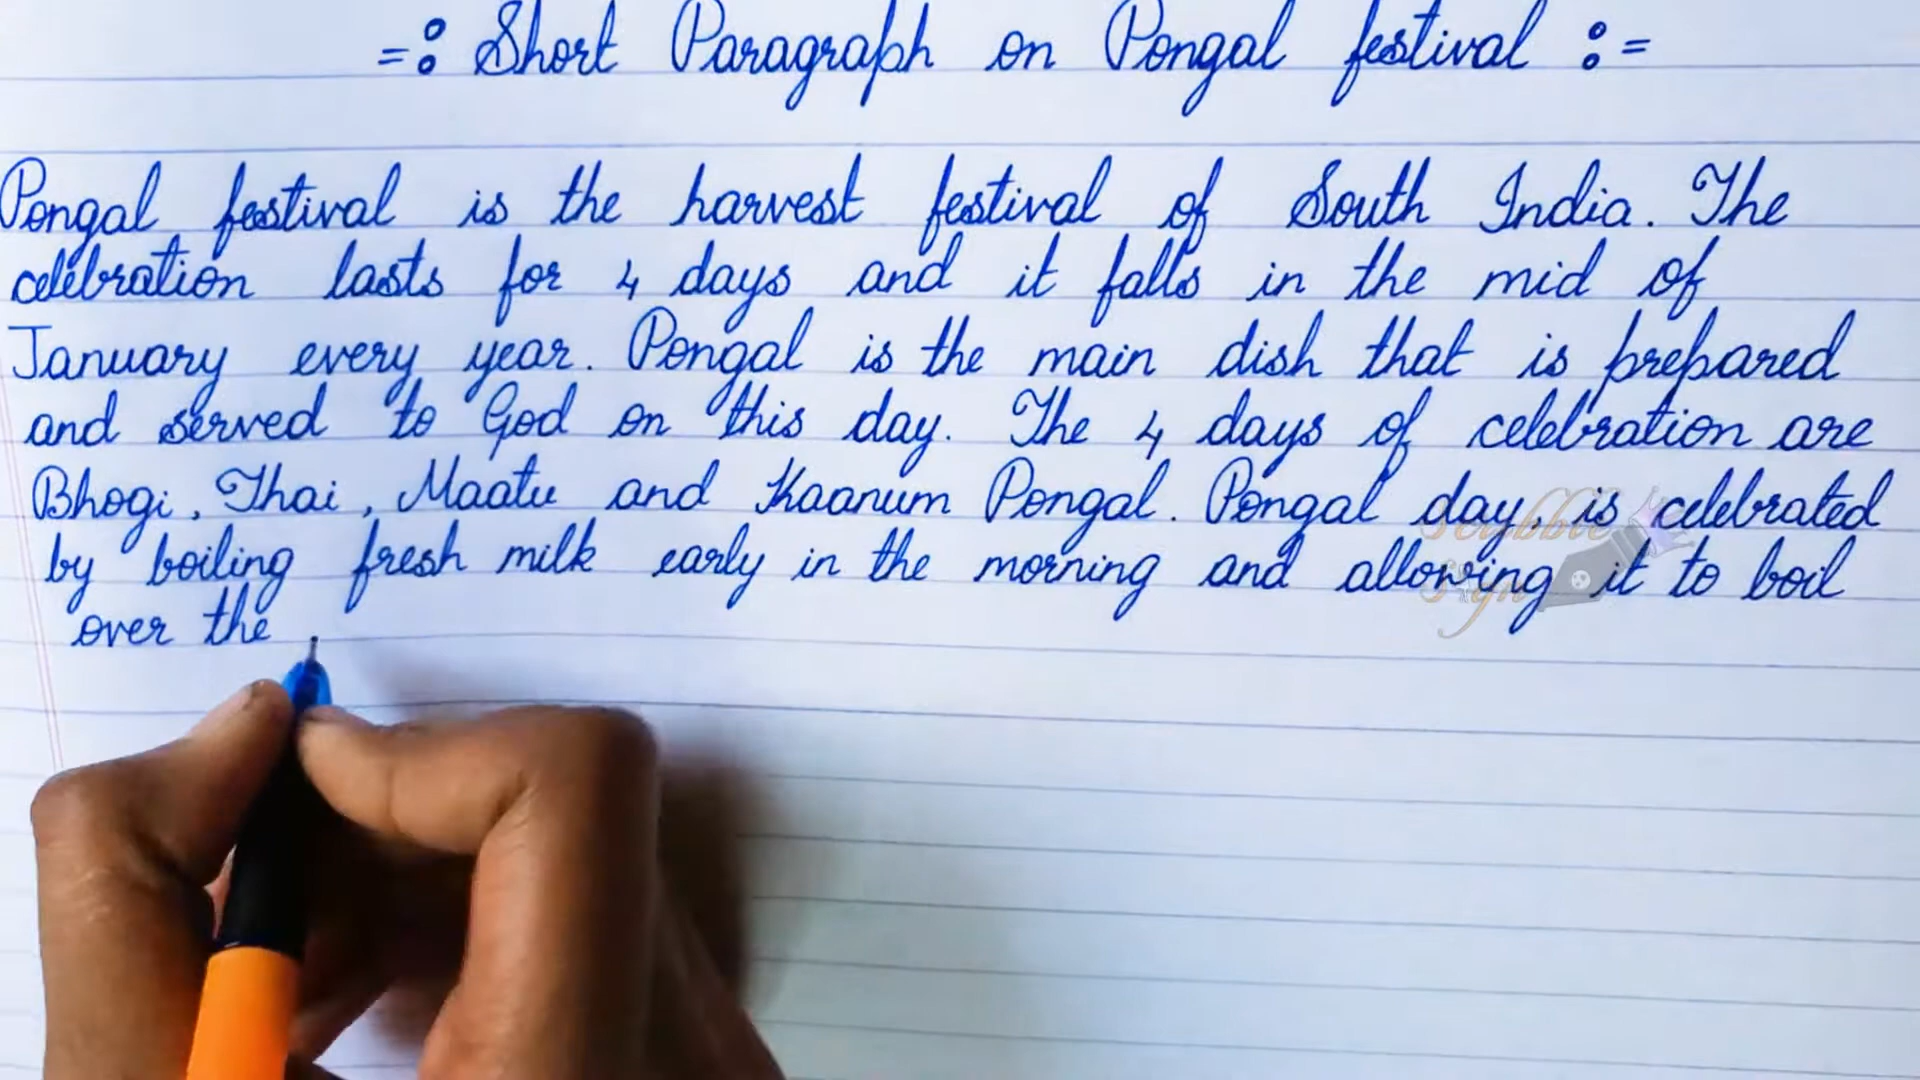 =: Short Paragraph on Pongal festival :=
Pongal festival is the harvest festival of South India. The
celebration lasts for 4 days and it falls in the mid of
January every year. Pongal is the main dish that is prepared
and served to God on this day. The 4 days of celebration are
Bhogi, Thai, Maatu and Kaanum Pongal. Pongal day, is celebrated
by boiling fresh milk early in the morning and allowing it to boil
over the